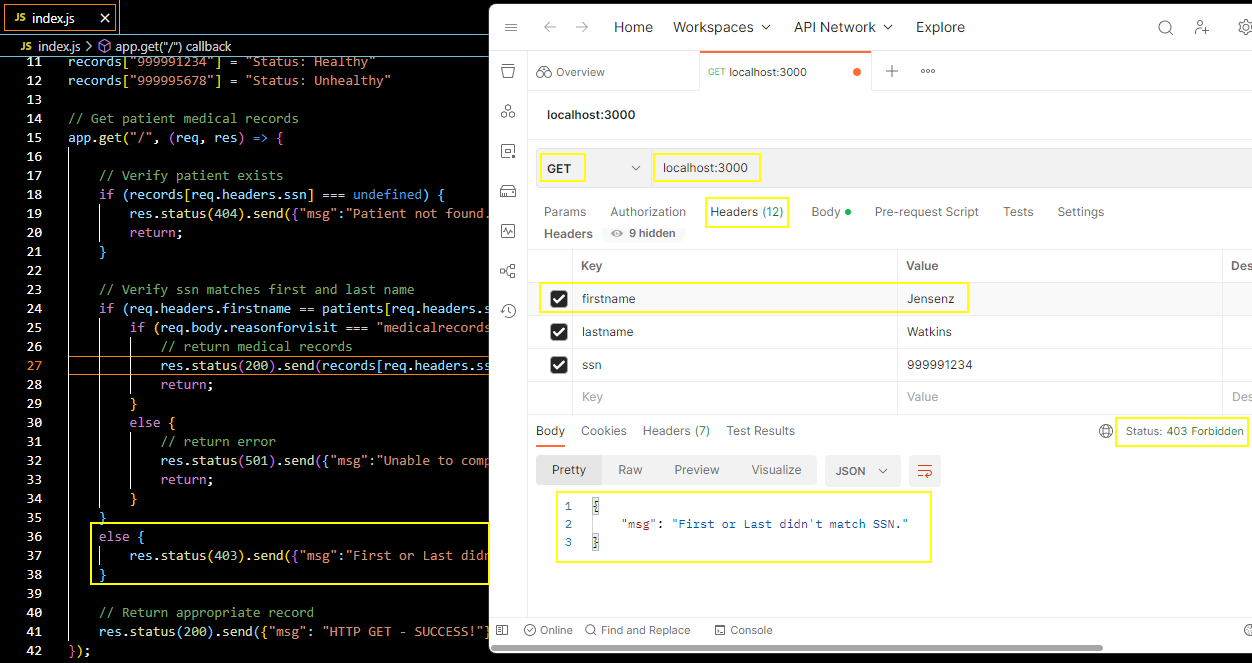 JS index.js ×
JS index.js > app.get("/") callback
11 records["999991234"] = "Status: Healthy"
12 records["999995678"] = "Status: Unhealthy"
13
14 // Get patient medical records
15 app.get("/", (req, res) => {
16
17 // Verify patient exists
18 if (records[req.headers.ssn] === undefined) {
19 res.status(404).send({"msg":"Patient not found.
20 return;
21 }
22
23 // Verify ssn matches first and last name
24 if (req.headers.firstname == patients[req.headers.s
25 if (req.body.reasonforvisit === "medicalrecords
26 // return medical records
27 res.status(200).send(records[req.headers.ss
28 return;
29 }
30 else {
31 // return error
32 res.status(501).send({"msg":"Unable to comp
33 return;
34 }
35 }
36 else {
37 res.status(403).send({"msg":"First or Last didn
38 }
39
40 // Return appropriate record
41 res.status(200).send({"msg": "HTTP GET - SUCCESS!"}
42 });
Home Workspaces API Network Explore
Overview GET localhost:3000
localhost:3000
GET localhost:3000
Params Authorization Headers (12) Body Pre-request Script Tests Settings
Headers 9 hidden
Key Value Des
firstname Jensenz
lastname Watkins
ssn 999991234
Key Value Des
Body Cookies Headers (7) Test Results Status: 403 Forbidden
Pretty Raw Preview Visualize JSON
1 {
2 "msg": "First or Last didn't match SSN."
3 }
Online Find and Replace Console